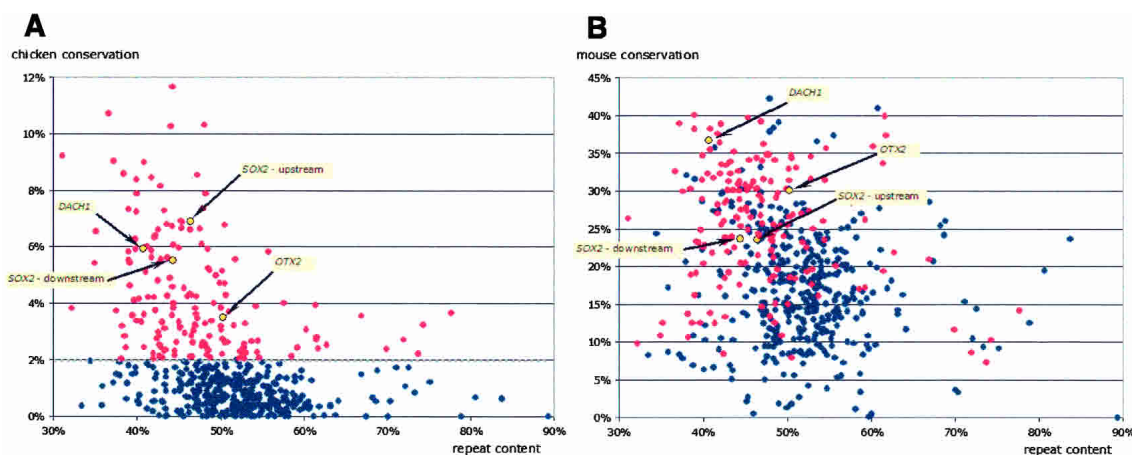 A
chicken conservation
12%
10%
8%
6%
4%
2%
0%
SOX2 - upstream
DACH1
SOX2 - downstream
OTX2
30%
40%
50%
60%
70%
80%
90%
repeat content
B
mouse conservation
45%
40%
35%
30%
25%
20%
15%
10%
5%
0%
DACH1
OTX2
SOX2 - upstream
SOX2 - downstream
30%
40%
50%
60%
70%
80%
90%
repeat content